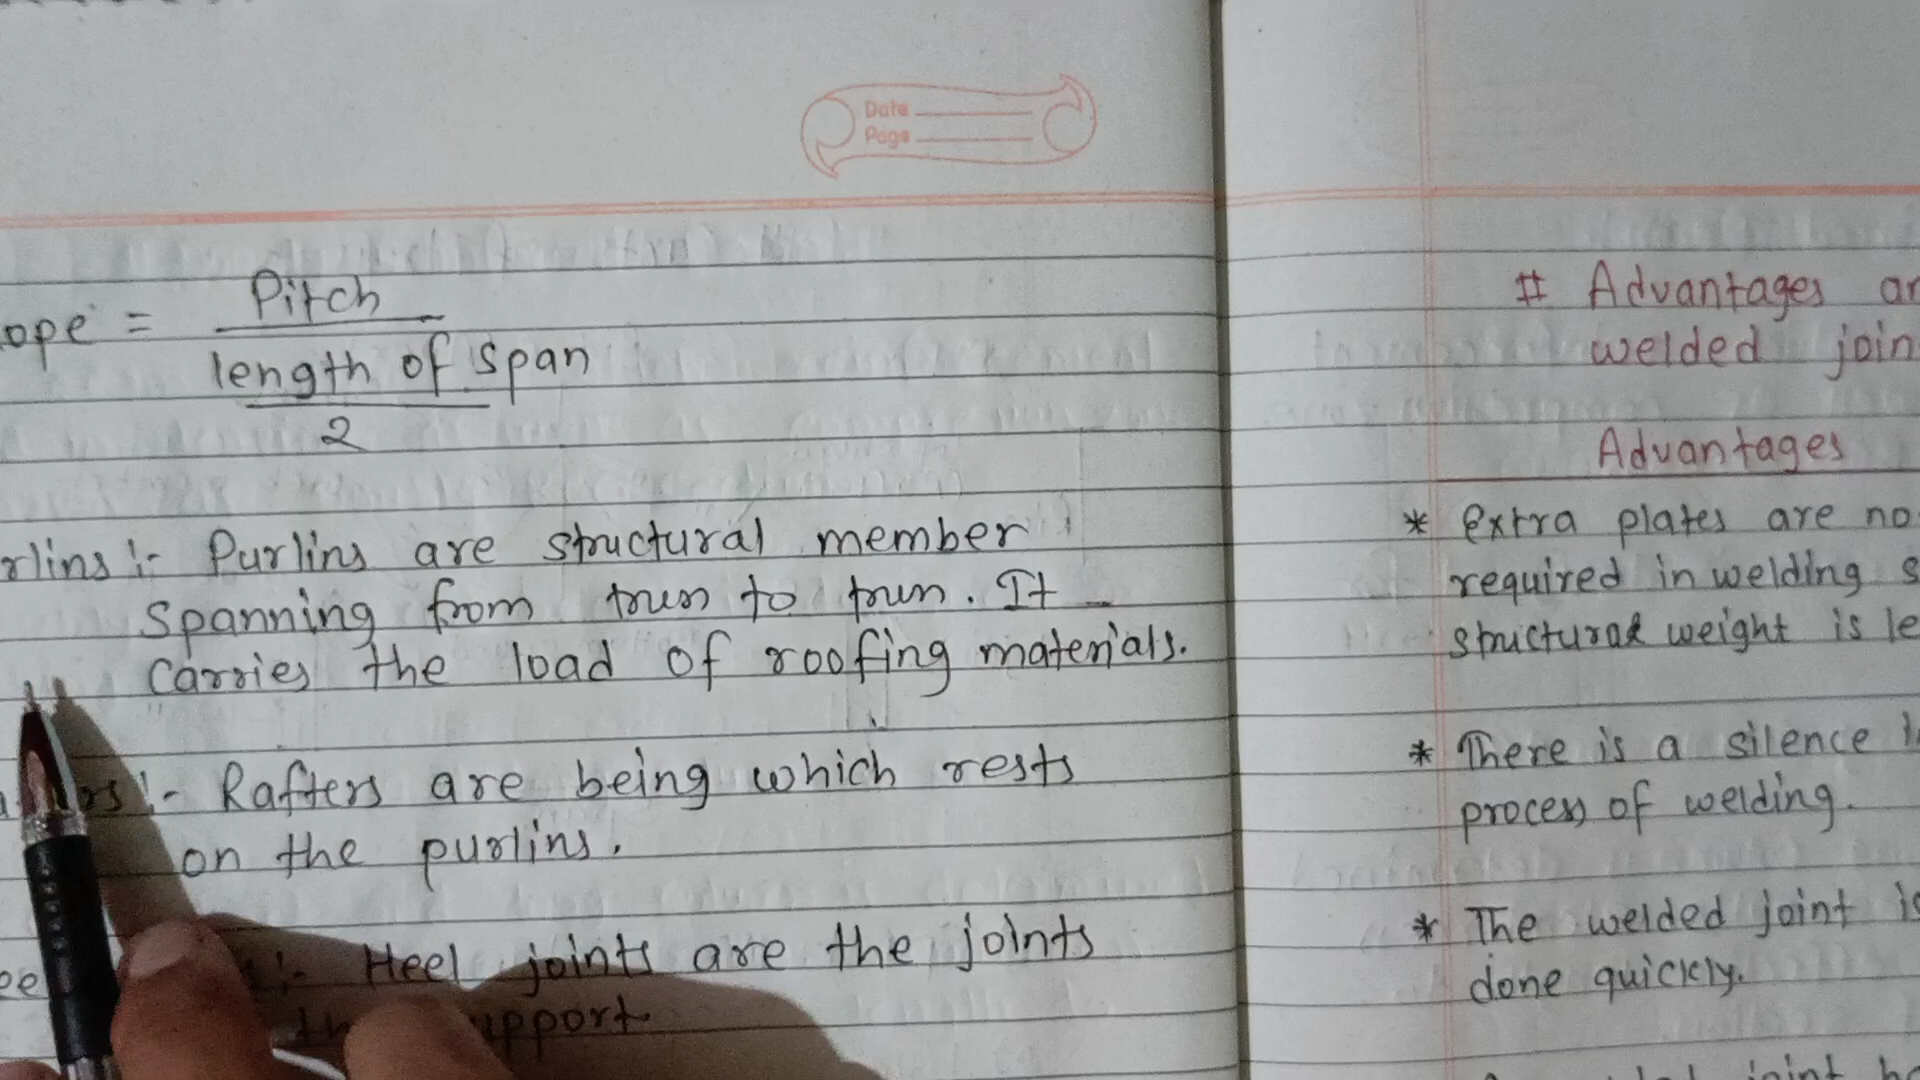 Date
Page
ope = Pitch
length of span
2
rlins :- Purlins are structural member
Spanning from truss to truss. It
carries the load of roofing materials.
rs :- Rafters are being which rests
on the purlins.
:- Heel joints are the joints
upport
# Advantages
welded join
Advantages
* extra plates are no
required in welding s
structural weight is le
* There is a silence
process of welding.
* The welded joint is
done quickly.
joint